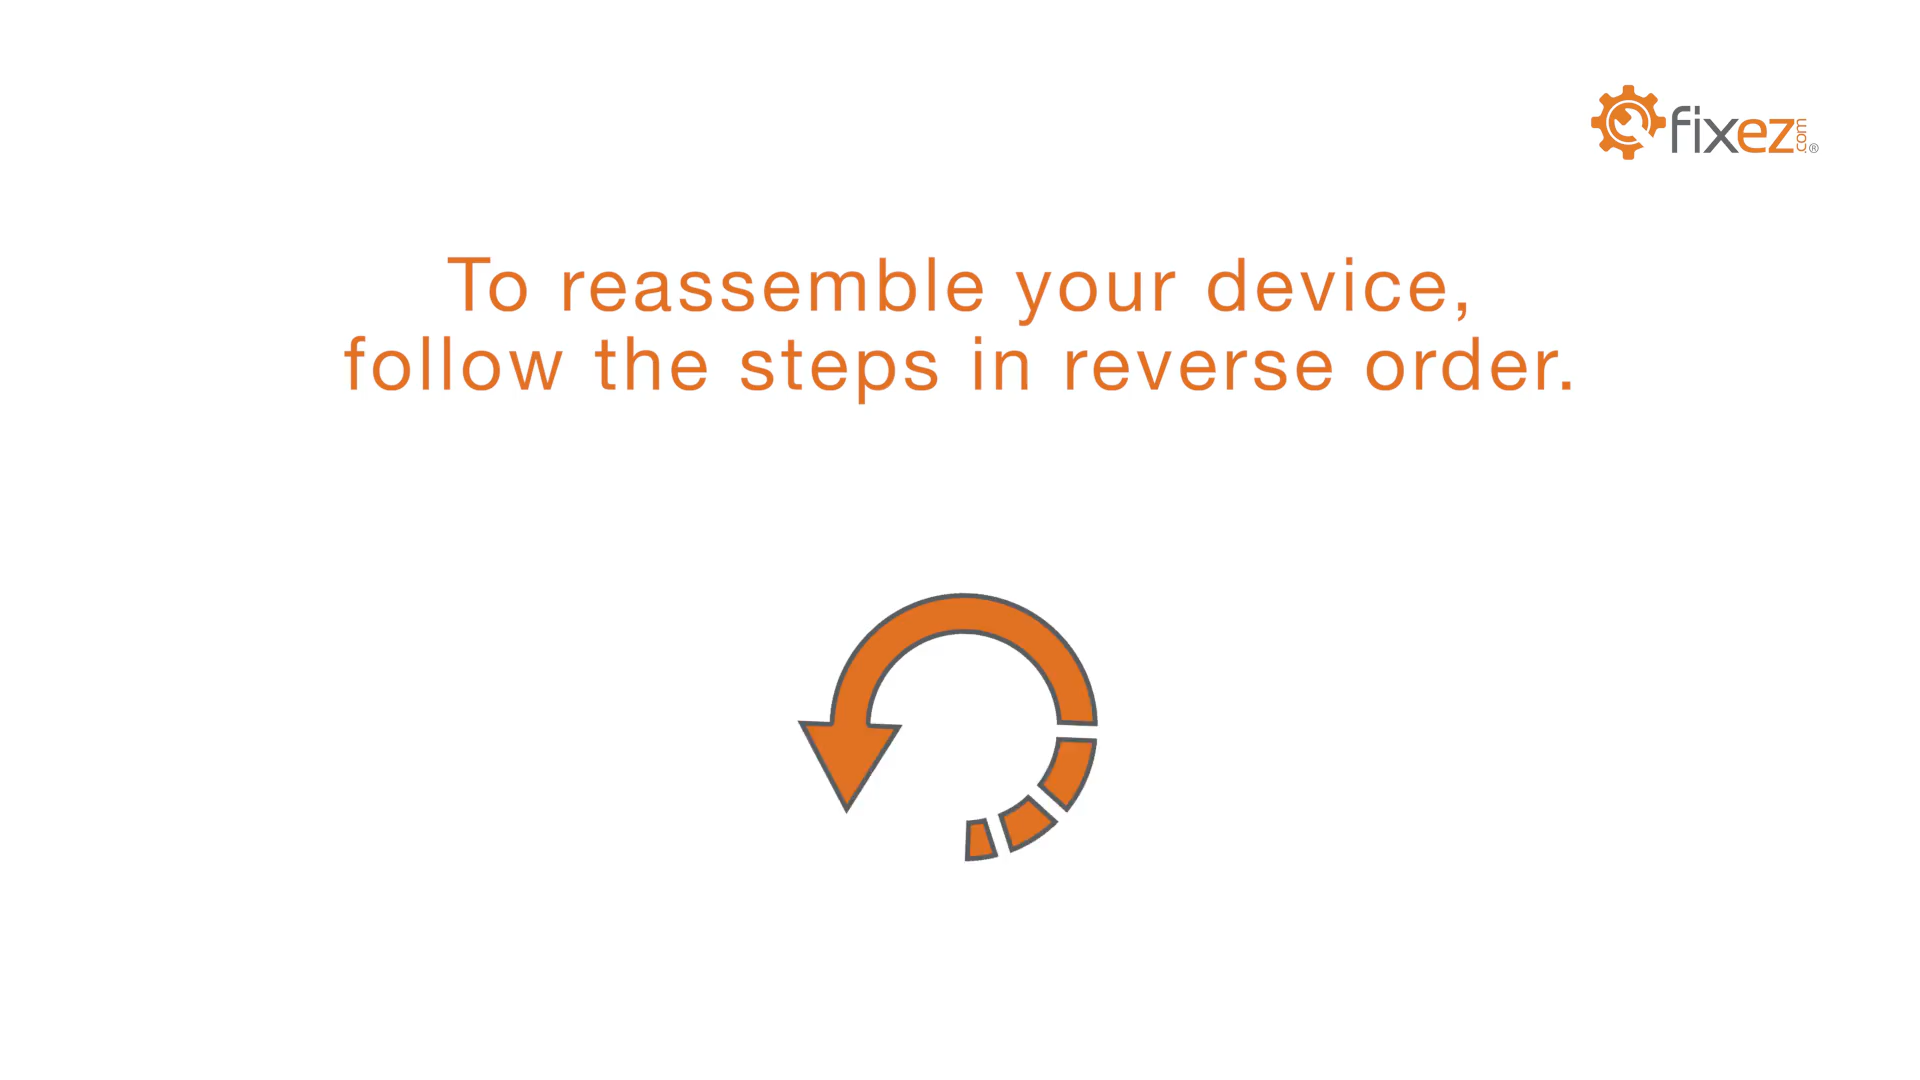 fixez.com®
To reassemble your device,
follow the steps in reverse order.